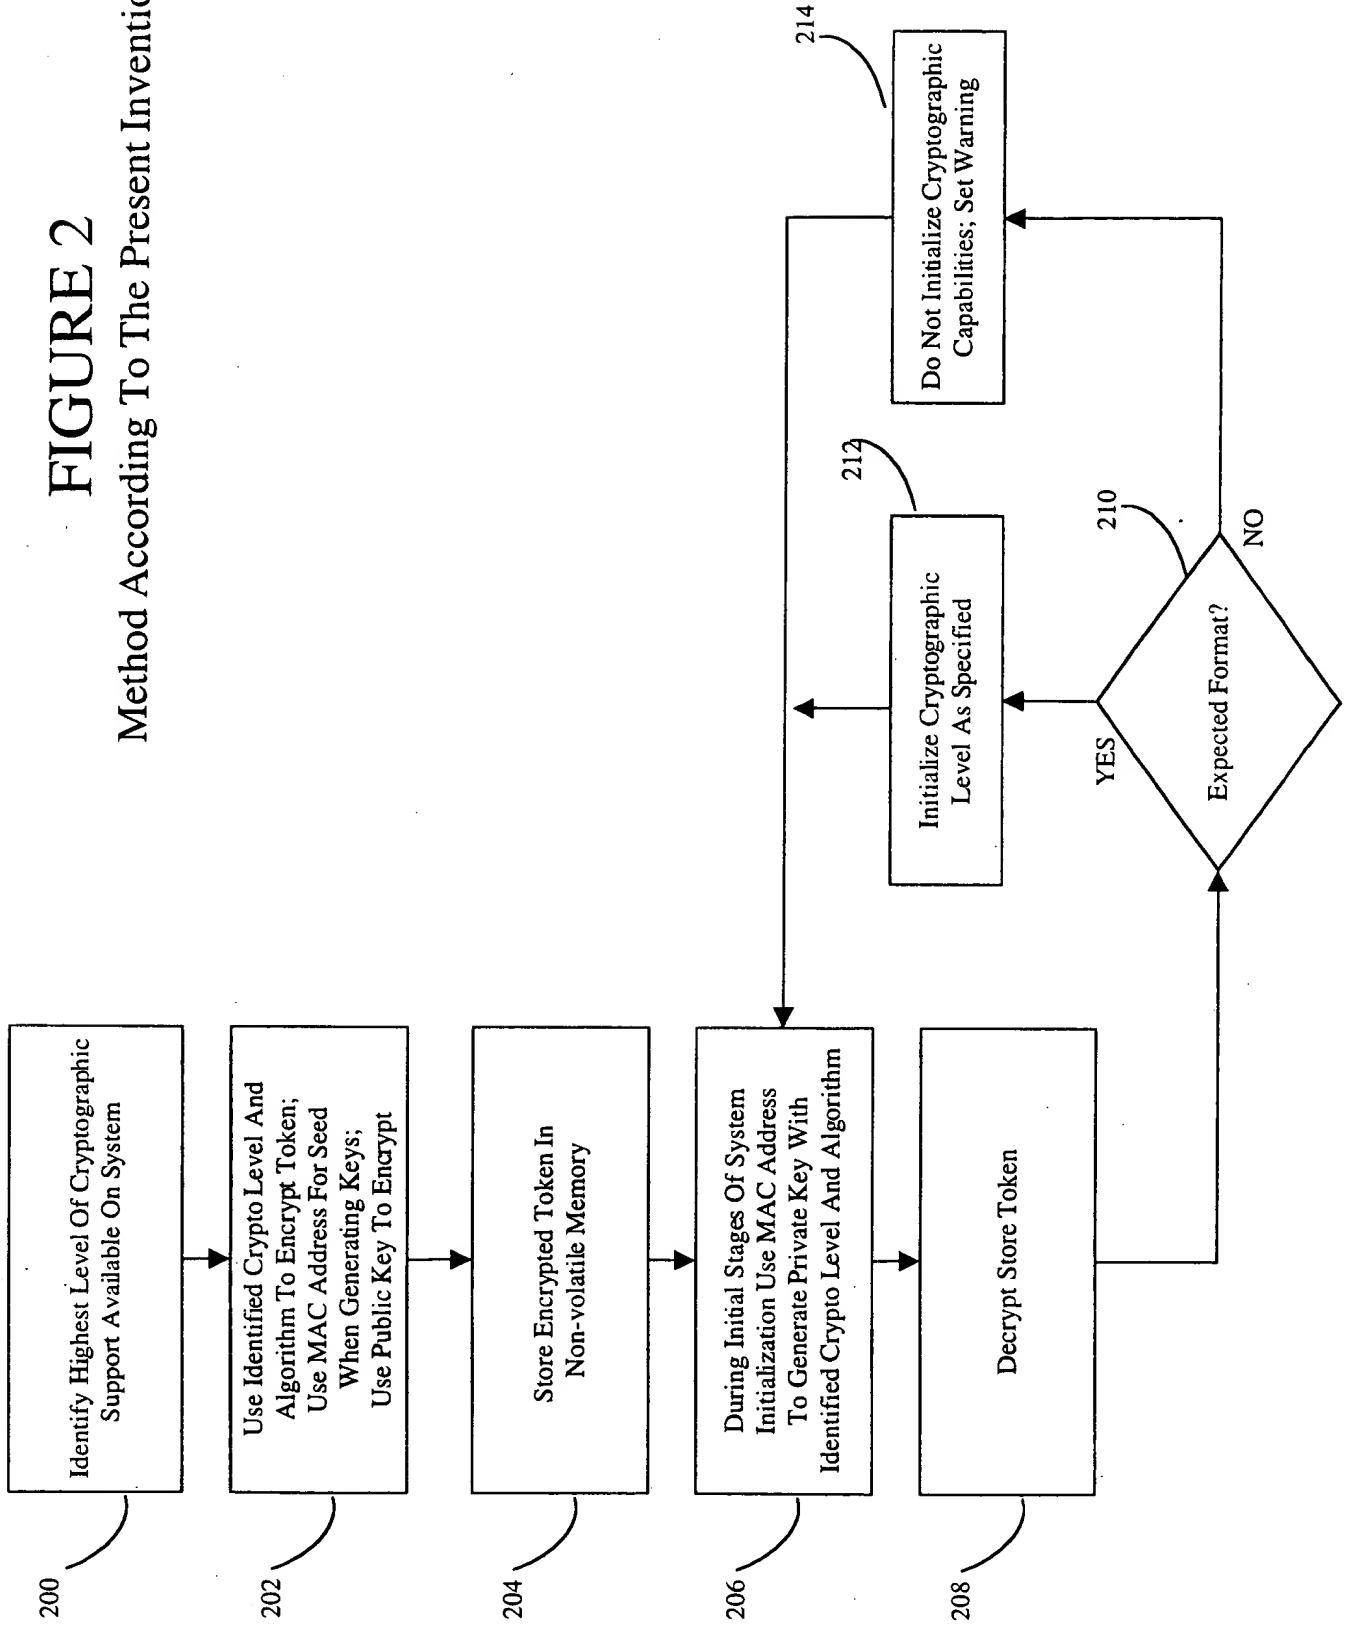 FIGURE 2
Method According To The Present
200
Identify Highest Level Of Cryptographic
Support Available On System
202
Use Identified Crypto Level And
Algorithm To Encrypt Token;
Use MAC Address For Seed
When Generating Keys;
Use Public Key To Encrypt
204
Store Encrypted Token In
Non-volatile Memory
206
During Initial Stages Of System
Initialization Use MAC Address
To Generate Private Key With
Identified Crypto Level And Algorithm
208
Decrypt Store Token
210
Expected Format?
YES
NO
212
Initialize Cryptographic
Level As Specified
214
Do Not Initialize Cryptographic
Capabilities; Set Warning